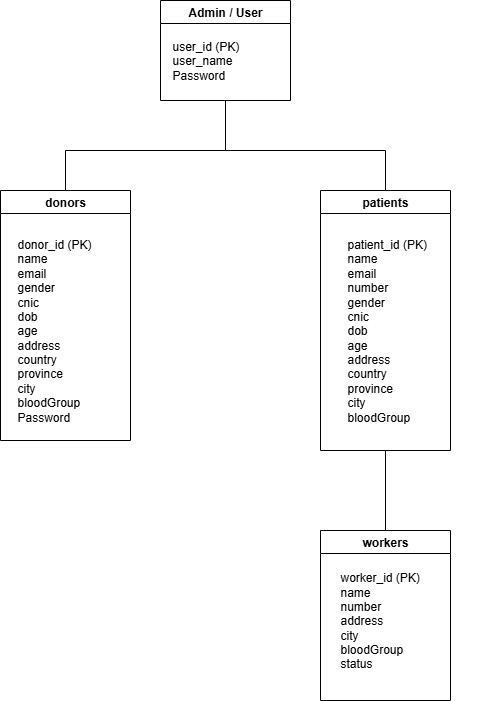 Admin / User
user_id (PK)
user_name
Password
donors
donor_id (PK)
name
email
gender
cnic
dob
age
address
country
province
city
bloodGroup
Password
patients
patient_id (PK)
name
email
number
gender
cnic
dob
age
address
country
province
city
bloodGroup
workers
worker_id (PK)
name
number
address
city
bloodGroup
status